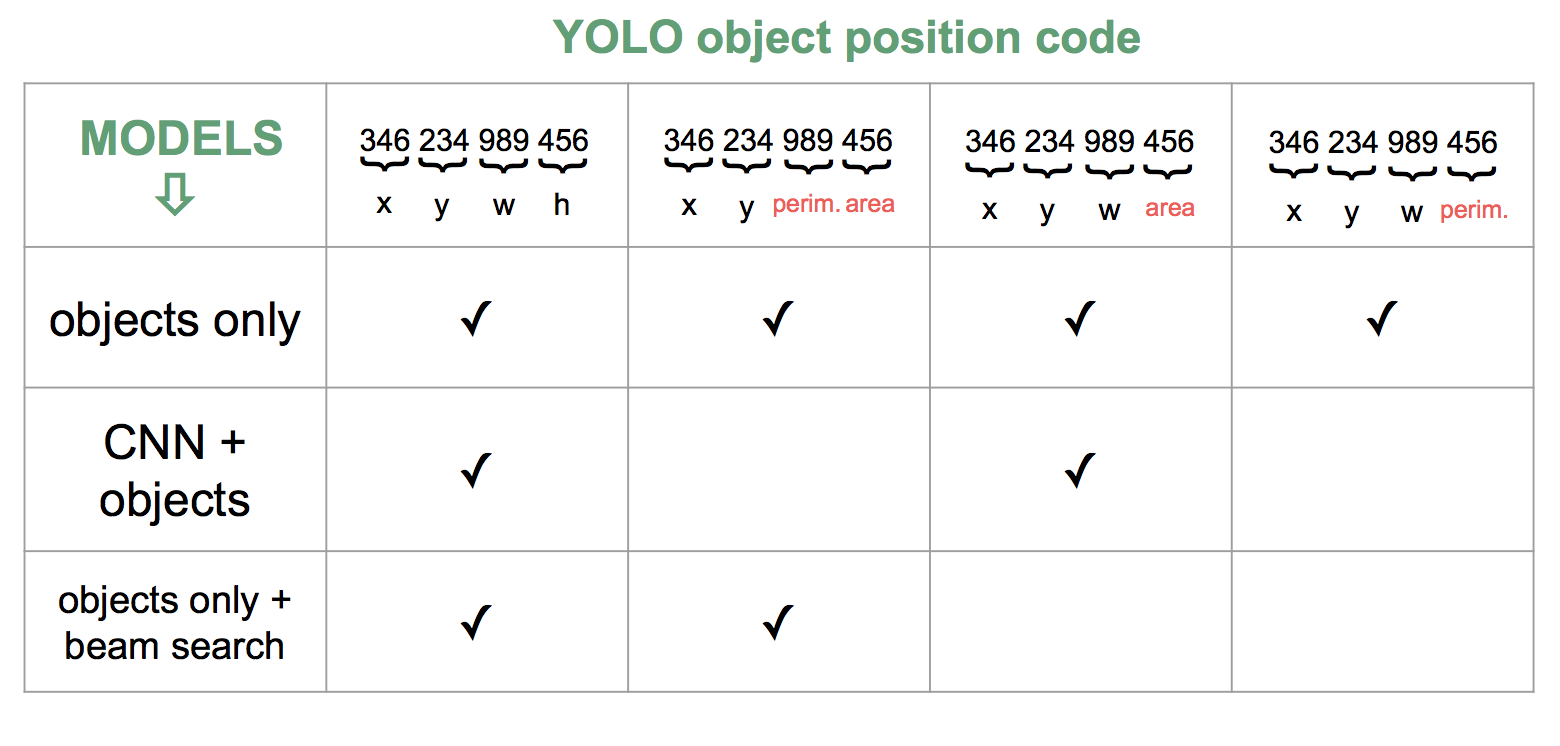 YOLO object position code
MODELS
346 234 989 456
x y w h
346 234 989 456
x y perim. area
346 234 989 456
x y w area
346 234 989 456
x y w perim.
objects only ✓ ✓ ✓ ✓
CNN +
objects ✓ ✓
objects only +
beam search ✓ ✓